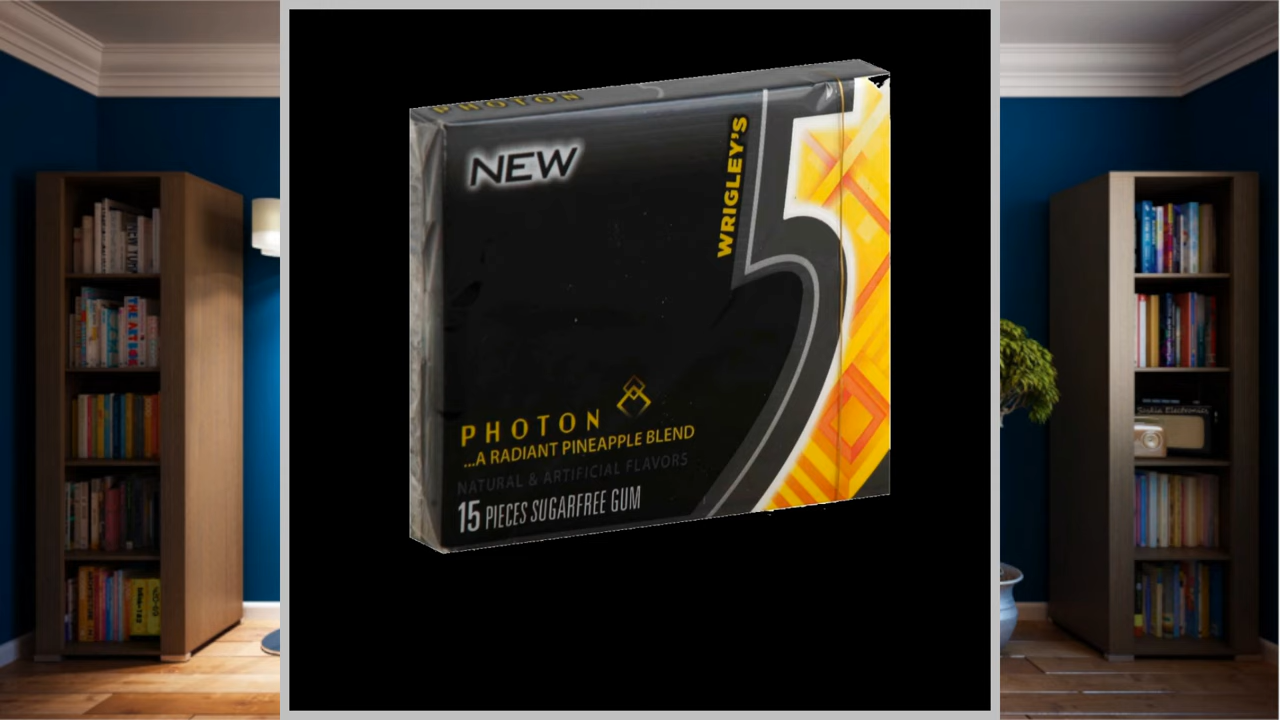 PHOTON
NEW
WRIGLEY'S
5
PHOTON
...A RADIANT PINEAPPLE BLEND
NATURAL & ARTIFICIAL FLAVORS
15 PIECES SUGARFREE GUM